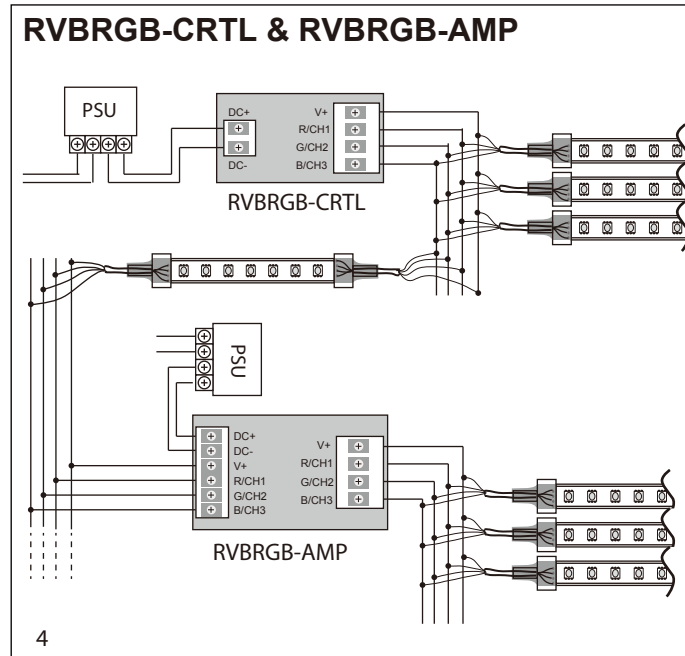 RVBRGB-CRTL & RVBRGB-AMP
PSU
DC+
DC-
V+
R/CH1
G/CH2
B/CH3
RVBRGB-CRTL
PSU
DC+
DC-
V+
R/CH1
G/CH2
B/CH3
V+
R/CH1
G/CH2
B/CH3
RVBRGB-AMP
4